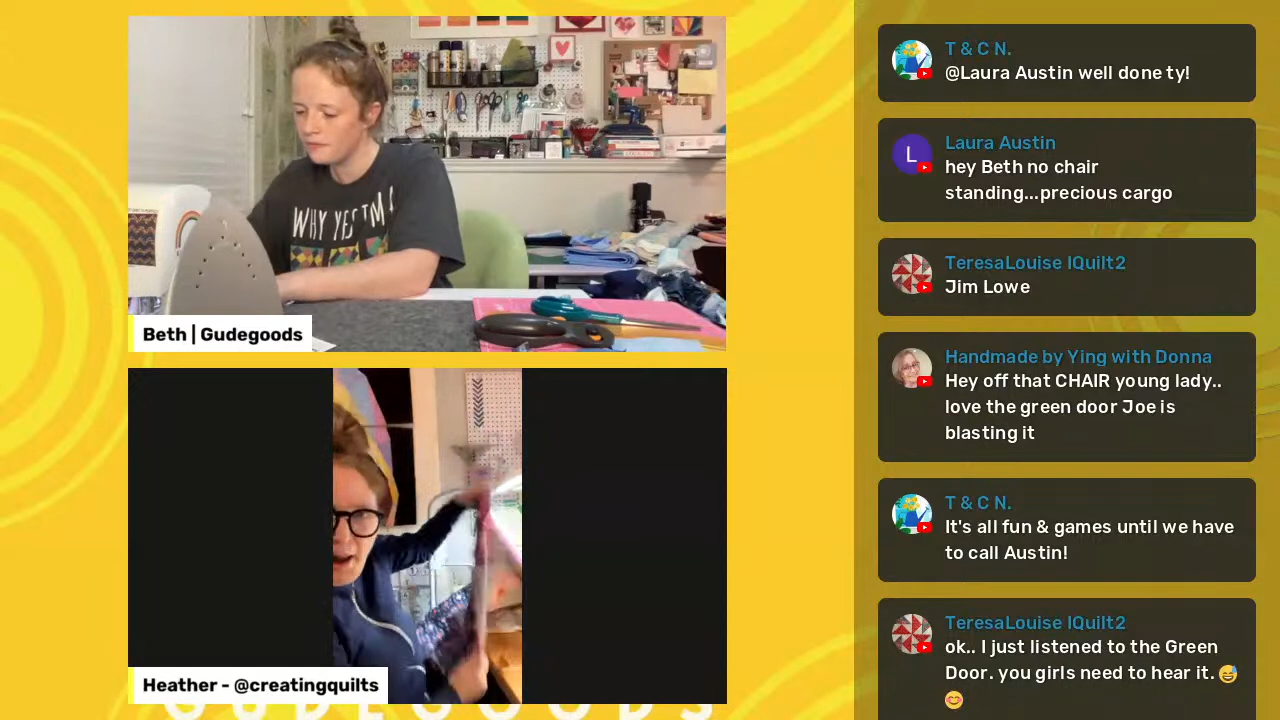 WHY YES I'M
Beth | Gudegoods
Heather - @creatingquilts
GUDEGOODS
T & C N.
@Laura Austin well done ty!
L
Laura Austin
hey Beth no chair
standing...precious cargo
TeresaLouise IQuilt2
Jim Lowe
Handmade by Ying with Donna
Hey off that CHAIR young lady..
love the green door Joe is
blasting it
T & C N.
It's all fun & games until we have
to call Austin!
TeresaLouise IQuilt2
ok.. I just listened to the Green
Door. you girls need to hear it. 😅
😊